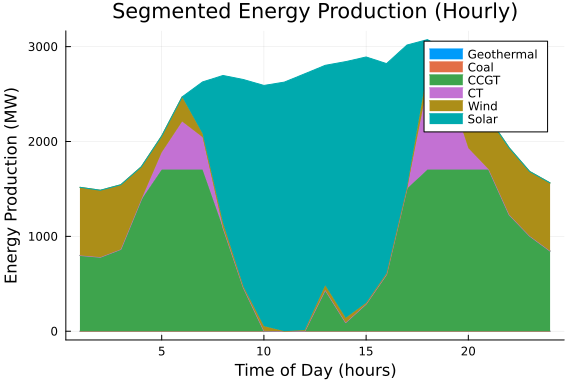 Segmented Energy Production (Hourly)
Energy Production (MW)
3000
2000
1000
0
Geothermal
Coal
CCGT
CT
Wind
Solar
5
10
15
20
Time of Day (hours)